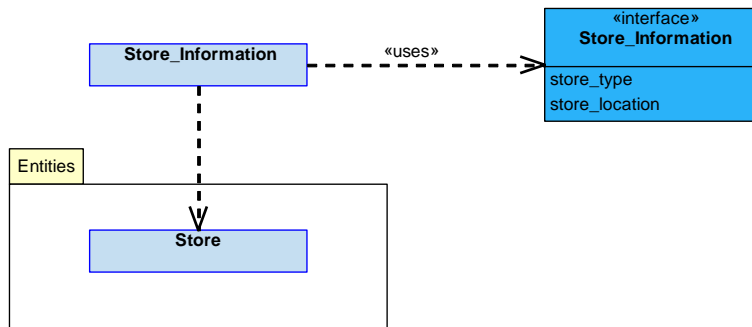 «interface»
Store_Information
«uses»
Store_Information
store_type
store_location
Entities
Store